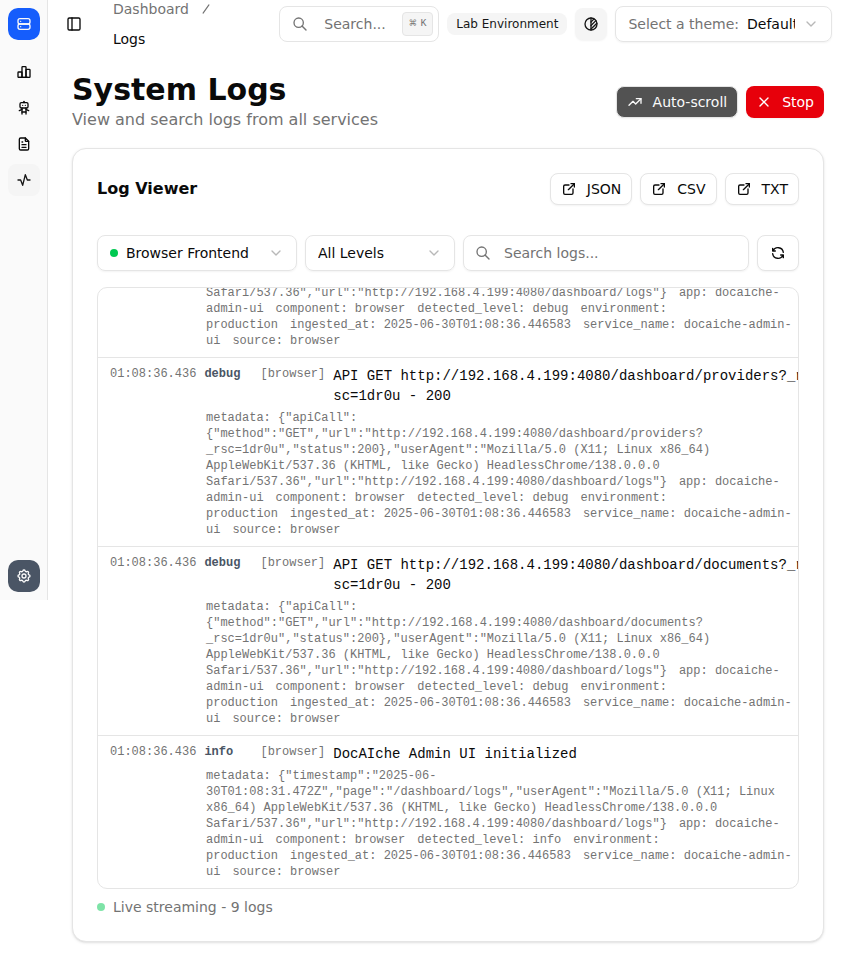 Dashboard /
Logs
Search... ⌘ K
Lab Environment
Select a theme: Default
System Logs
View and search logs from all services
Auto-scroll
Stop
Log Viewer
JSON
CSV
TXT
Browser Frontend
All Levels
Search logs...
Safari/537.36","url":"http://192.168.4.199:4080/dashboard/logs"} app: docaiche-
admin-ui component: browser detected_level: debug environment:
production ingested_at: 2025-06-30T01:08:36.446583 service_name: docaiche-admin-
ui source: browser
01:08:36.436 debug [browser] API GET http://192.168.4.199:4080/dashboard/providers?_r
sc=1dr0u - 200
metadata: {"apiCall":
{"method":"GET","url":"http://192.168.4.199:4080/dashboard/providers?
_rsc=1dr0u","status":200},"userAgent":"Mozilla/5.0 (X11; Linux x86_64)
AppleWebKit/537.36 (KHTML, like Gecko) HeadlessChrome/138.0.0.0
Safari/537.36","url":"http://192.168.4.199:4080/dashboard/logs"} app: docaiche-
admin-ui component: browser detected_level: debug environment:
production ingested_at: 2025-06-30T01:08:36.446583 service_name: docaiche-admin-
ui source: browser
01:08:36.436 debug [browser] API GET http://192.168.4.199:4080/dashboard/documents?_r
sc=1dr0u - 200
metadata: {"apiCall":
{"method":"GET","url":"http://192.168.4.199:4080/dashboard/documents?
_rsc=1dr0u","status":200},"userAgent":"Mozilla/5.0 (X11; Linux x86_64)
AppleWebKit/537.36 (KHTML, like Gecko) HeadlessChrome/138.0.0.0
Safari/537.36","url":"http://192.168.4.199:4080/dashboard/logs"} app: docaiche-
admin-ui component: browser detected_level: debug environment:
production ingested_at: 2025-06-30T01:08:36.446583 service_name: docaiche-admin-
ui source: browser
01:08:36.436 info [browser] DocAIche Admin UI initialized
metadata: {"timestamp":"2025-06-
30T01:08:31.472Z","page":"/dashboard/logs","userAgent":"Mozilla/5.0 (X11; Linux
x86_64) AppleWebKit/537.36 (KHTML, like Gecko) HeadlessChrome/138.0.0.0
Safari/537.36","url":"http://192.168.4.199:4080/dashboard/logs"} app: docaiche-
admin-ui component: browser detected_level: info environment:
production ingested_at: 2025-06-30T01:08:36.446583 service_name: docaiche-admin-
ui source: browser
Live streaming - 9 logs